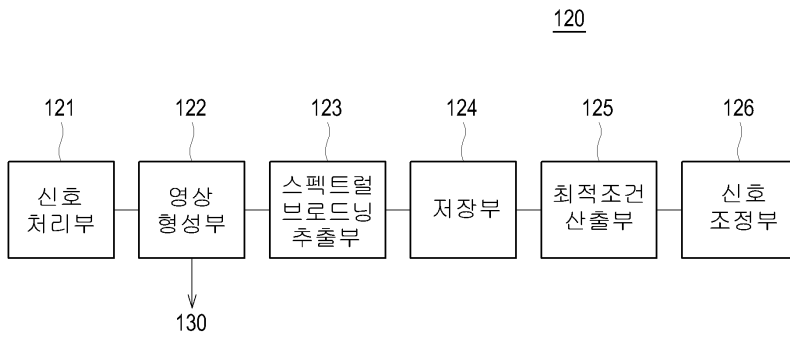 120
121
122
123
124
125
126
신호
처리부
영상
형성부
스펙트럴
브로드닝
추출부
저장부
최적조건
산출부
신호
조정부
130